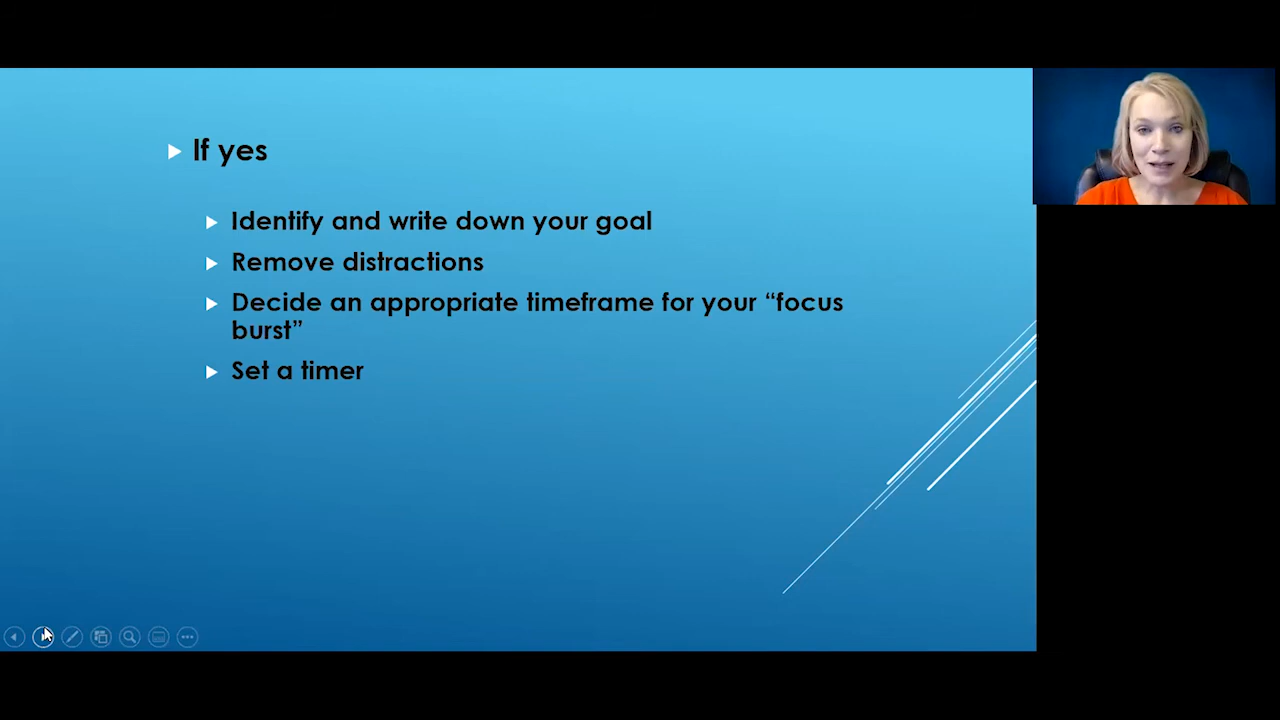 If yes
Identify and write down your goal
Remove distractions
Decide an appropriate timeframe for your “focus
burst”
Set a timer